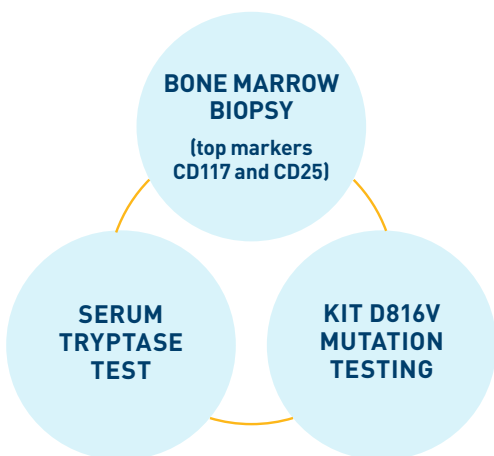 BONE MARROW
BIOPSY
(top markers
CD117 and CD25)
SERUM
TRYPTASE
TEST
KIT D816V
MUTATION
TESTING